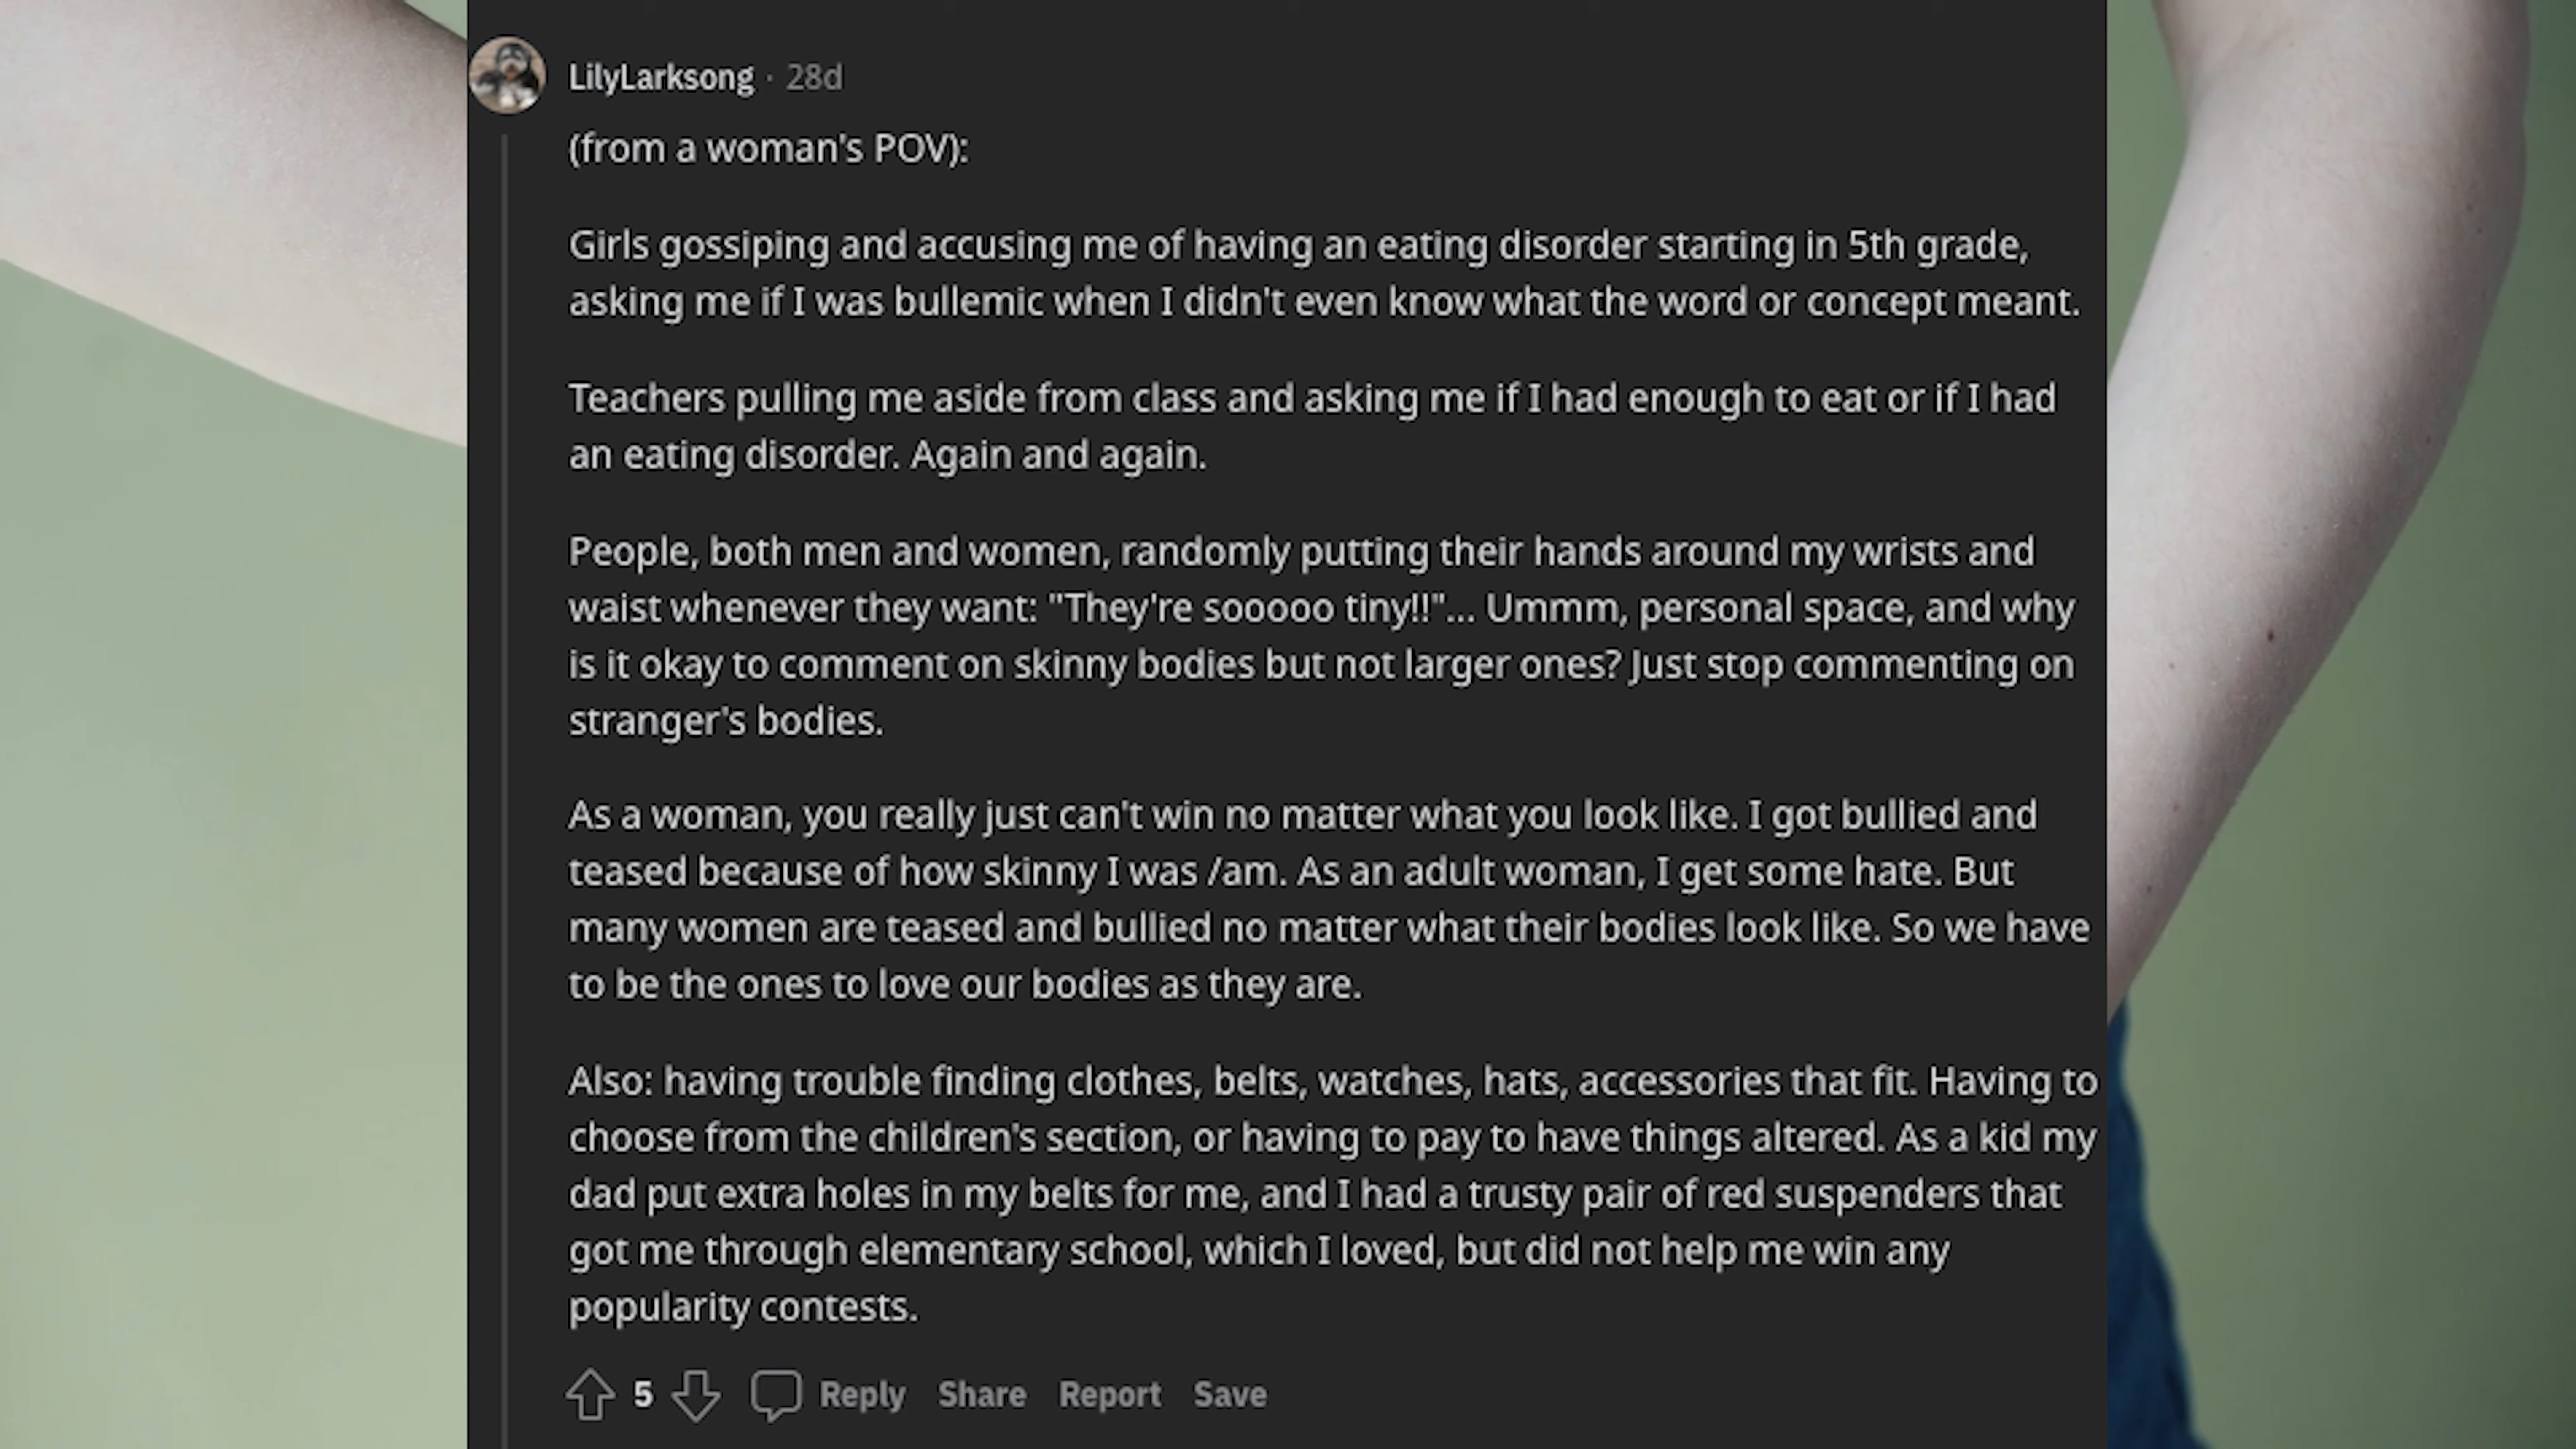 LilyLarksong · 28d
(from a woman's POV):
Girls gossiping and accusing me of having an eating disorder starting in 5th grade,
asking me if I was bullemic when I didn't even know what the word or concept meant.
Teachers pulling me aside from class and asking me if I had enough to eat or if I had
an eating disorder. Again and again.
People, both men and women, randomly putting their hands around my wrists and
waist whenever they want: "They're sooooo tiny!!"... Ummm, personal space, and why
is it okay to comment on skinny bodies but not larger ones? Just stop commenting on
stranger's bodies.
As a woman, you really just can't win no matter what you look like. I got bullied and
teased because of how skinny I was /am. As an adult woman, I get some hate. But
many women are teased and bullied no matter what their bodies look like. So we have
to be the ones to love our bodies as they are.
Also: having trouble finding clothes, belts, watches, hats, accessories that fit. Having to
choose from the children's section, or having to pay to have things altered. As a kid my
dad put extra holes in my belts for me, and I had a trusty pair of red suspenders that
got me through elementary school, which I loved, but did not help me win any
popularity contests.
5 Reply Share Report Save